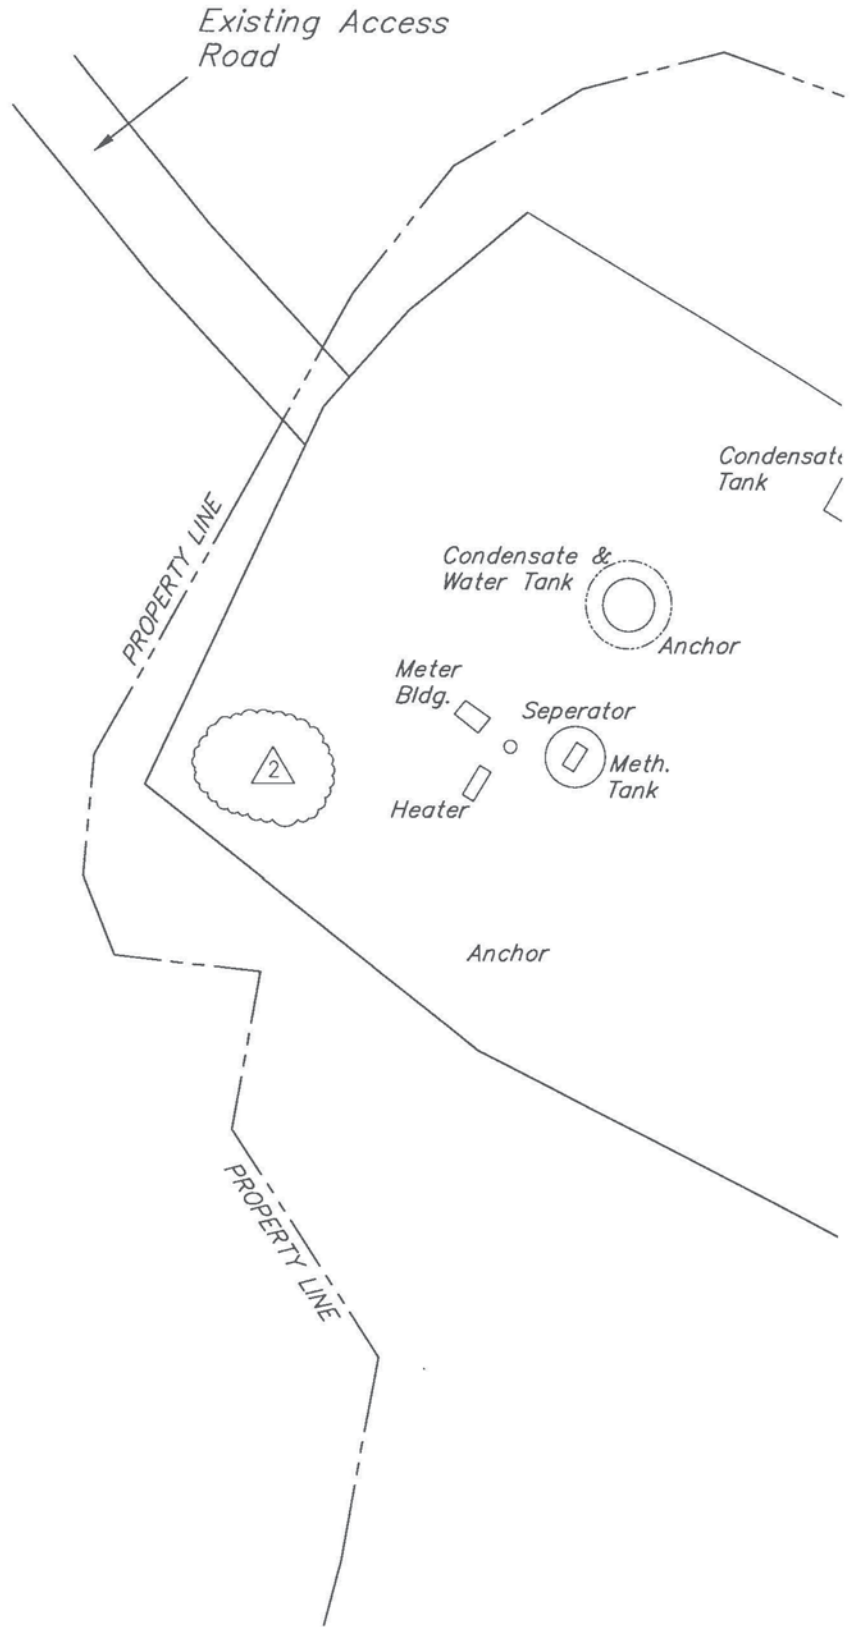 Existing Access
Road
Condensate
Tank
Condensate &
Water Tank
Anchor
PROPERTY LINE
Meter
Bldg.
Seperator
2
Meth.
Tank
Heater
Anchor
PROPERTY LINE